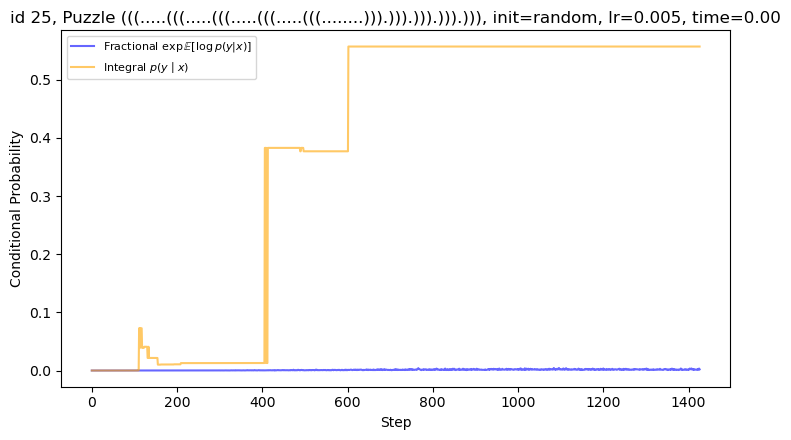 id 25, Puzzle (((.....(((.....(((.....(((.....(((........))).))).))).))).))), init=random, lr=0.005, time=0.00
Fractional exp𝔼[log p(y|x)]
Integral p(y | x)
Conditional Probability
0.5
0.4
0.3
0.2
0.1
0.0
0 200 400 600 800 1000 1200 1400
Step